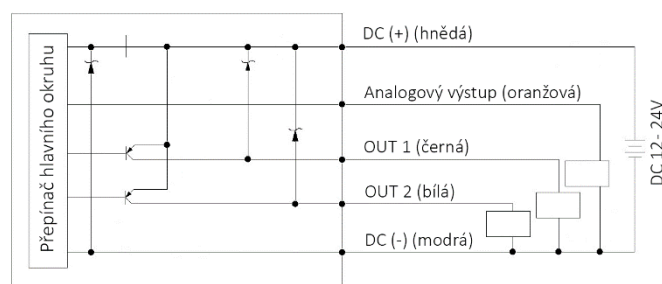 DC (+) (hnědá)
Analogový výstup (oranžová)
OUT 1 (černá)
OUT 2 (bílá)
DC (-) (modrá)
Přepínač hlavního okruhu
DC 12 - 24V